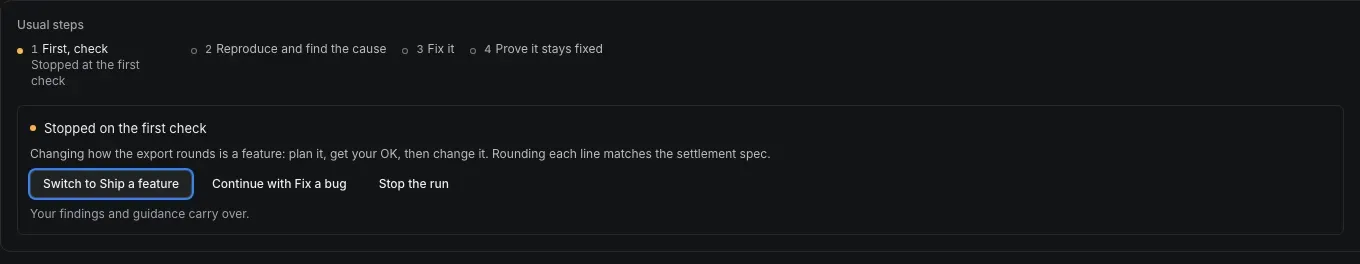 Usual steps
1 First, check
Stopped at the first
check
2 Reproduce and find the cause
3 Fix it
4 Prove it stays fixed
Stopped on the first check
Changing how the export rounds is a feature: plan it, get your OK, then change it. Rounding each line matches the settlement spec.
Switch to Ship a feature
Continue with Fix a bug
Stop the run
Your findings and guidance carry over.